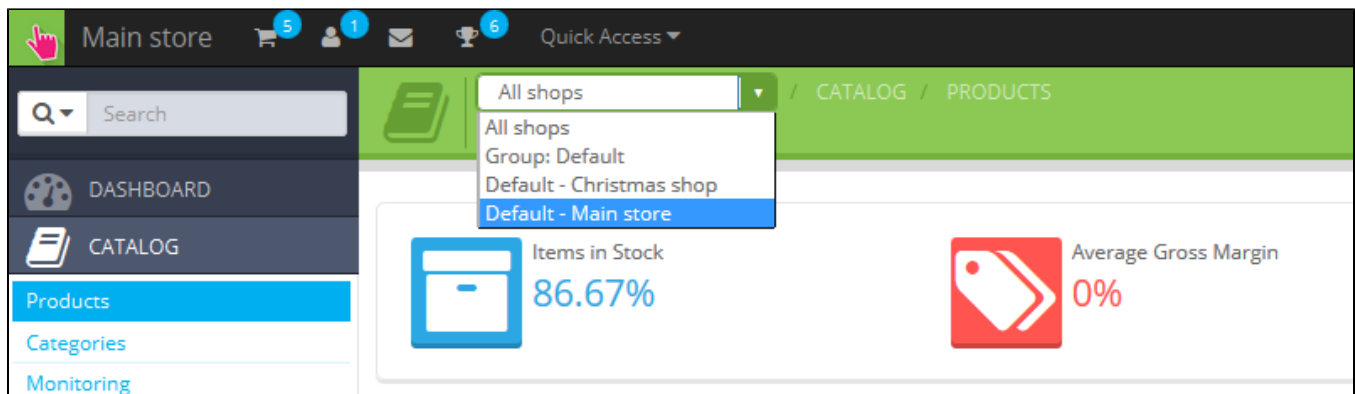 Main store 5 1 6 Quick Access
Search
All shops / CATALOG / PRODUCTS
All shops
Group: Default
Default - Christmas shop
Default - Main store
DASHBOARD
CATALOG
Products
Categories
Monitoring
Items in Stock
86.67%
Average Gross Margin
0%